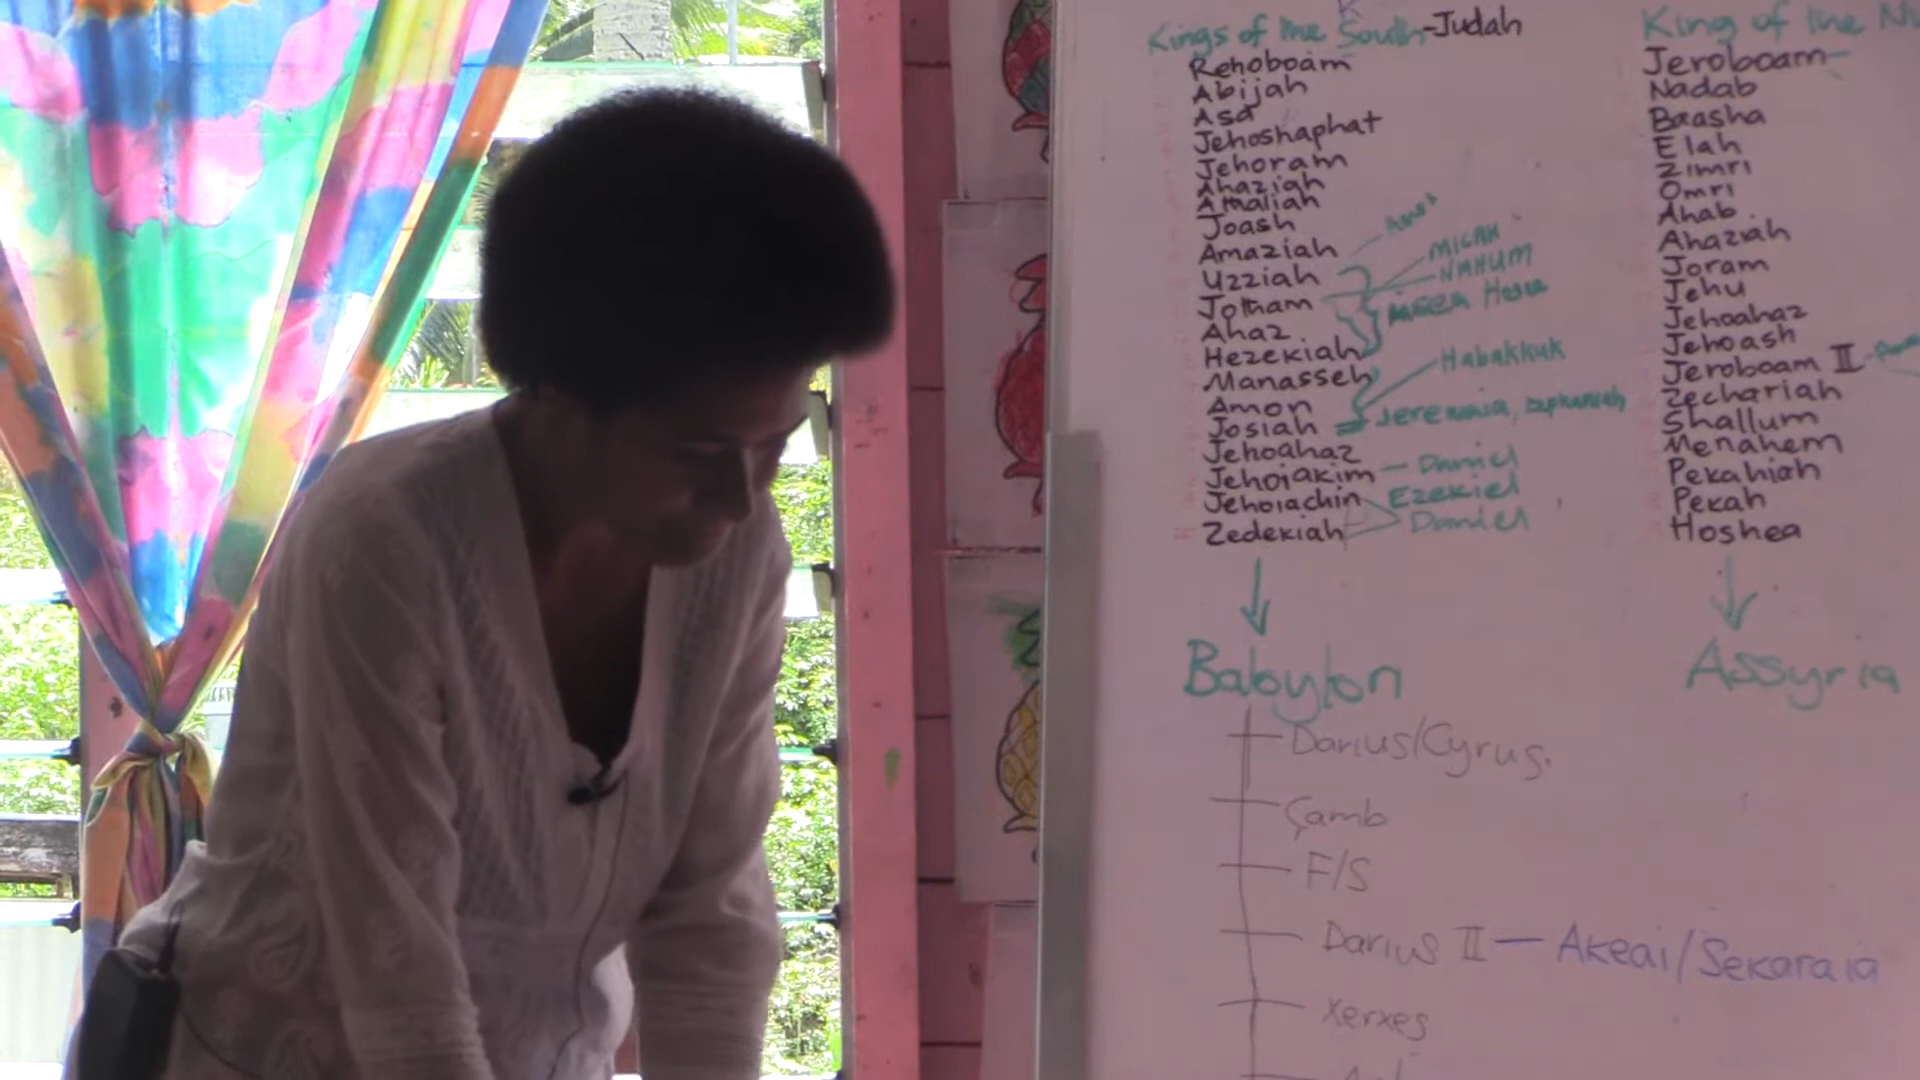 Kings of the South-Judah
Rehoboam
Abijah
Asa
Jehoshaphat
Jehoram
Ahaziah
Athaliah
Joash
Amaziah
Uzziah
Jotham
Ahaz
Hezekiah
Manasseh
Amon
Josiah
Jehoahaz
Jehoiakim
Jehoiachin
Zedekiah
MICAH
NAHUM
Hosea
Habakkuk
Jeremaia, Zephaniah
Daniel
Ezekiel
Daniel
Babylon
Darius/Cyrus.
Camb
F/S
Darius II — Akeai/Sekaraia
Xerxes
King of the
Jeroboam
Nadab
Baasha
Elah
Zimri
Omri
Ahab
Ahaziah
Joram
Jehu
Jehoahaz
Jehoash
Jeroboam II
Zechariah
Shallum
Menahem
Pekahiah
Pekah
Hoshea
Assyria